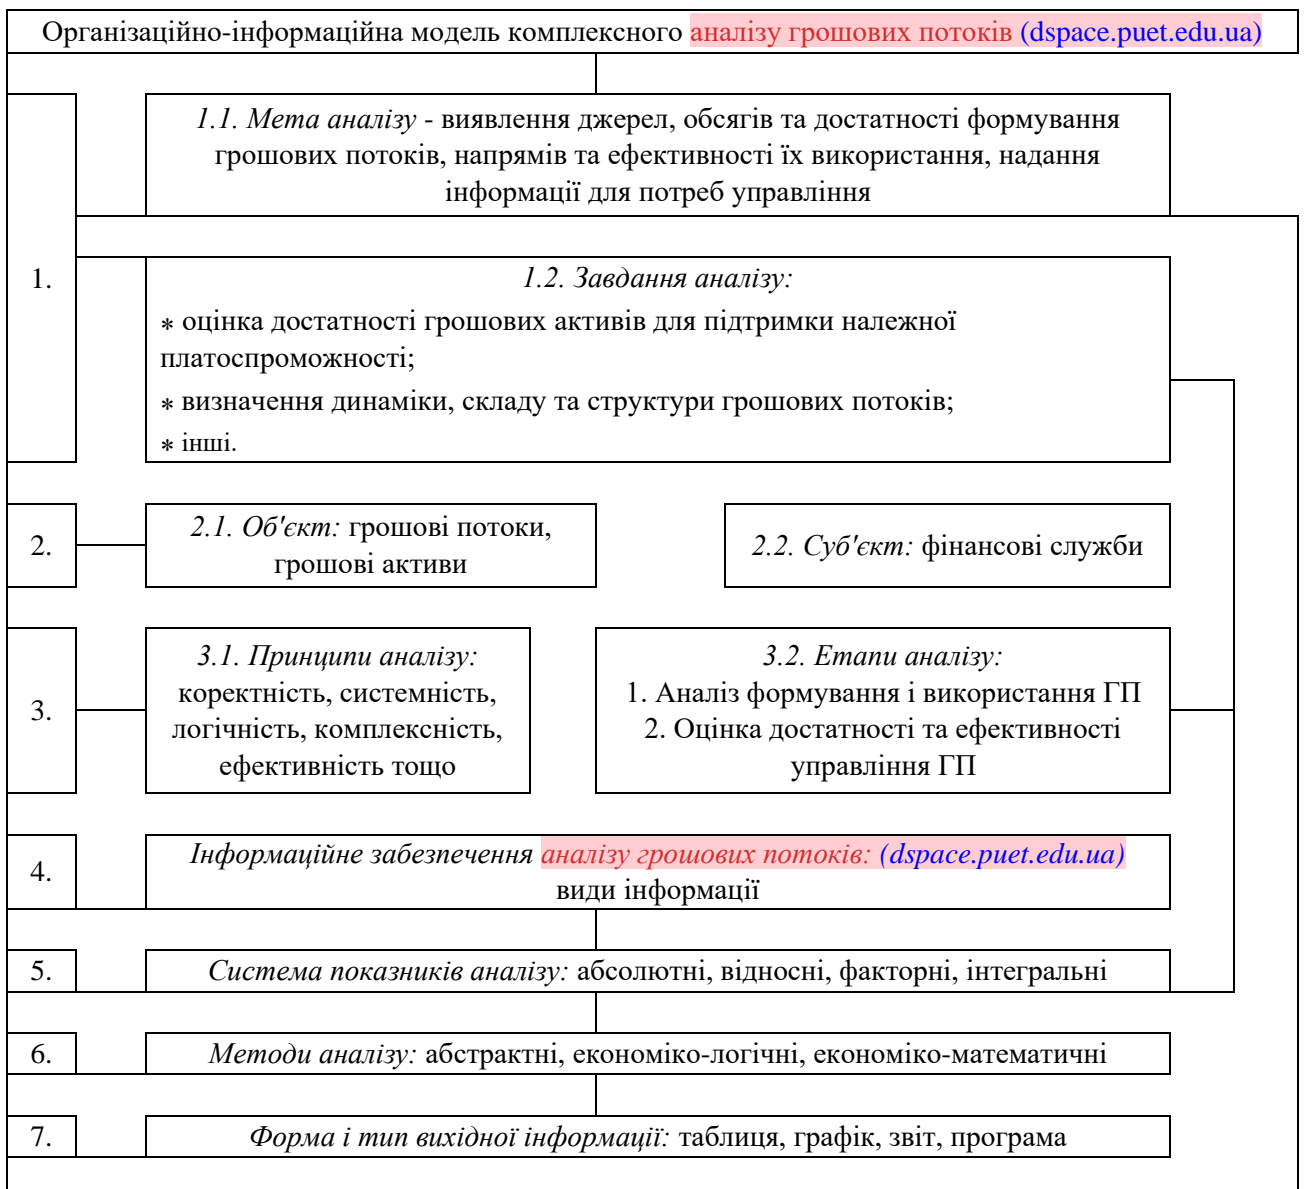 Організаційно-інформаційна модель комплексного аналізу грошових потоків (dspace.puet.edu.ua)
1.
1.1. Мета аналізу - виявлення джерел, обсягів та достатності формування
грошових потоків, напрямів та ефективності їх використання, надання
інформації для потреб управління
1.2. Завдання аналізу:
* оцінка достатності грошових активів для підтримки належної
платоспроможності;
* визначення динаміки, складу та структури грошових потоків;
* інші.
2.
2.1. Об'єкт: грошові потоки,
грошові активи
2.2. Суб'єкт: фінансові служби
3.
3.1. Принципи аналізу:
коректність, системність,
логічність, комплексність,
ефективність тощо
3.2. Етапи аналізу:
1. Аналіз формування і використання ГП
2. Оцінка достатності та ефективності
управління ГП
4.
Інформаційне забезпечення аналізу грошових потоків: (dspace.puet.edu.ua)
види інформації
5.
Система показників аналізу: абсолютні, відносні, факторні, інтегральні
6.
Методи аналізу: абстрактні, економіко-логічні, економіко-математичні
7.
Форма і тип вихідної інформації: таблиця, графік, звіт, програма